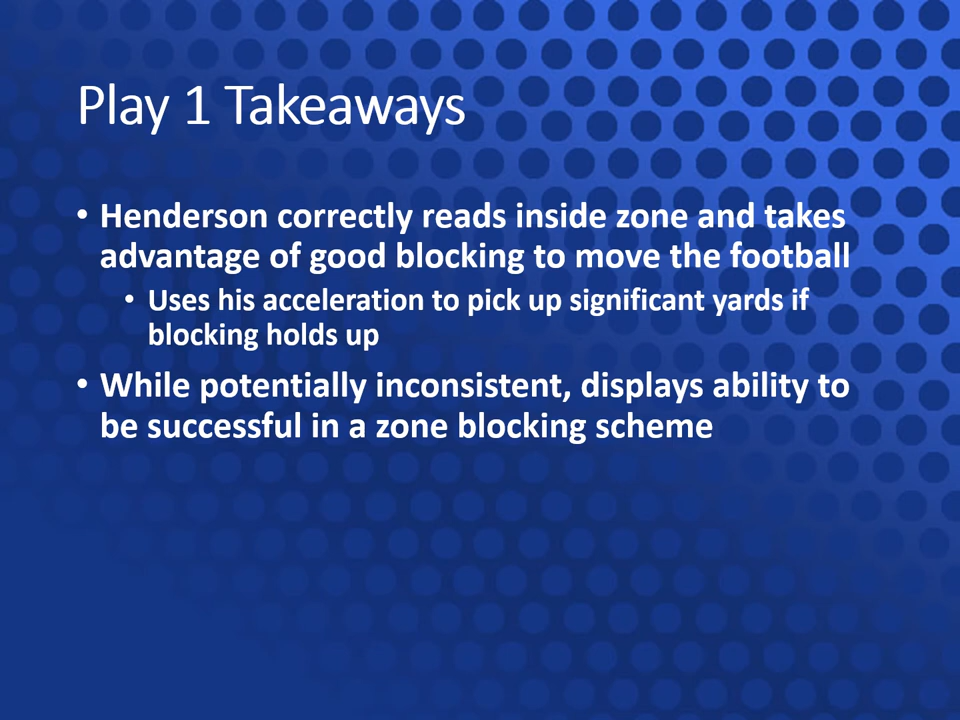 Play 1 Takeaways
• Henderson correctly reads inside zone and takes
advantage of good blocking to move the football
• Uses his acceleration to pick up significant yards if
blocking holds up
• While potentially inconsistent, displays ability to
be successful in a zone blocking scheme